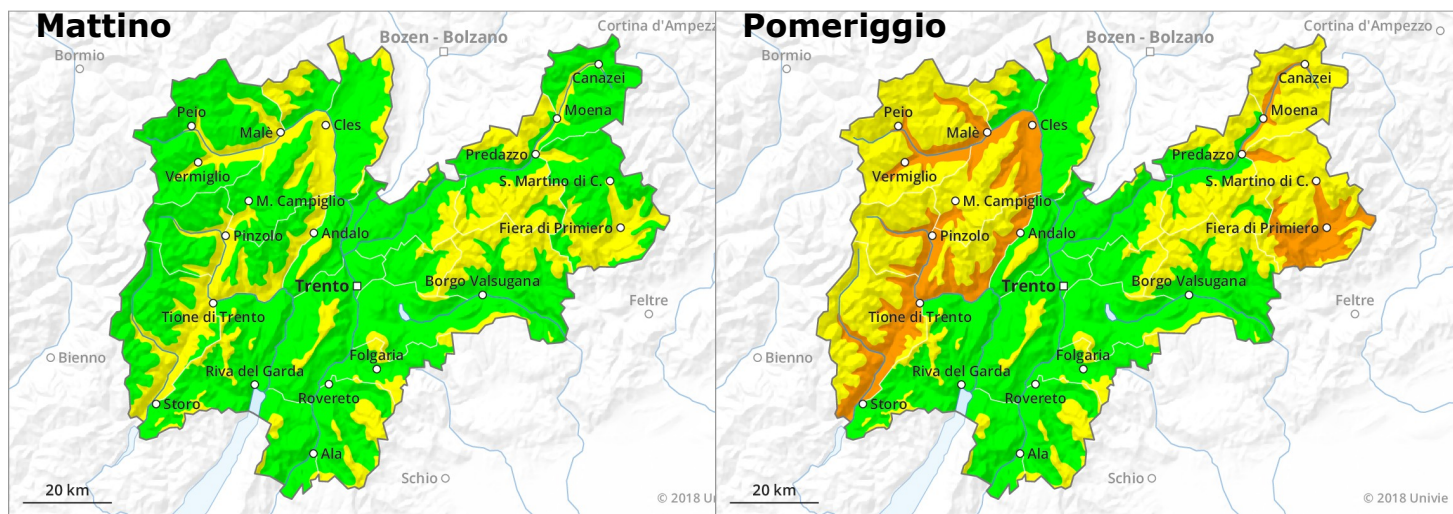 Mattino
Cortina d'Ampezzo
Bozen - Bolzano
Bormio
Canazei
Peio
Moena
Malè
Cles
Predazzo
Vermiglio
S. Martino di C.
M. Campiglio
Fiera di Primiero
Pinzolo
Andalo
Borgo Valsugana
Trento
Feltre
Tione di Trento
Bienno
Folgaria
Riva del Garda
Rovereto
Storo
Ala
Schio
20 km
© 2018 Un
Pomeriggio
Cortina d'Ampezzo
Bozen - Bolzano
Bormio
Canazei
Peio
Moena
Malè
Cles
Predazzo
Vermiglio
S. Martino di C.
M. Campiglio
Fiera di Primiero
Pinzolo
Andalo
Borgo Valsugana
Trento
Feltre
Tione di Trento
Bienno
Folgaria
Riva del Garda
Rovereto
Storo
Ala
Schio
20 km
© 2018 Univie